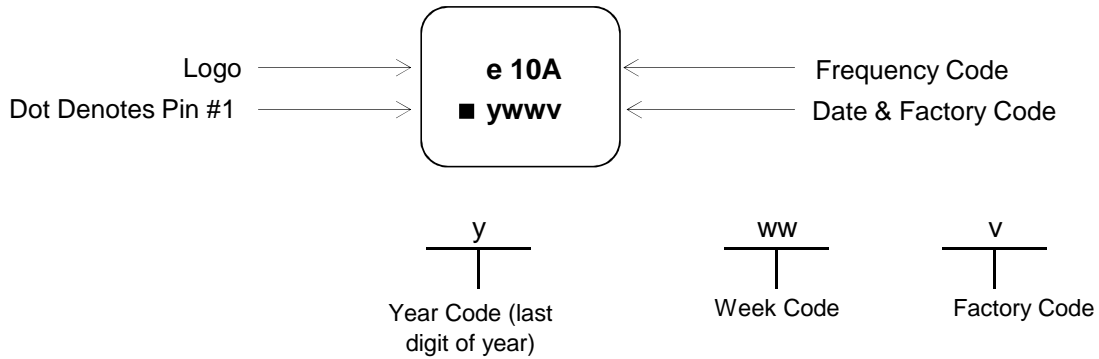 Logo
e 10A
Frequency Code
Dot Denotes Pin #1
■ ywwv
Date & Factory Code
y
ww
v
Year Code (last
digit of year)
Week Code
Factory Code